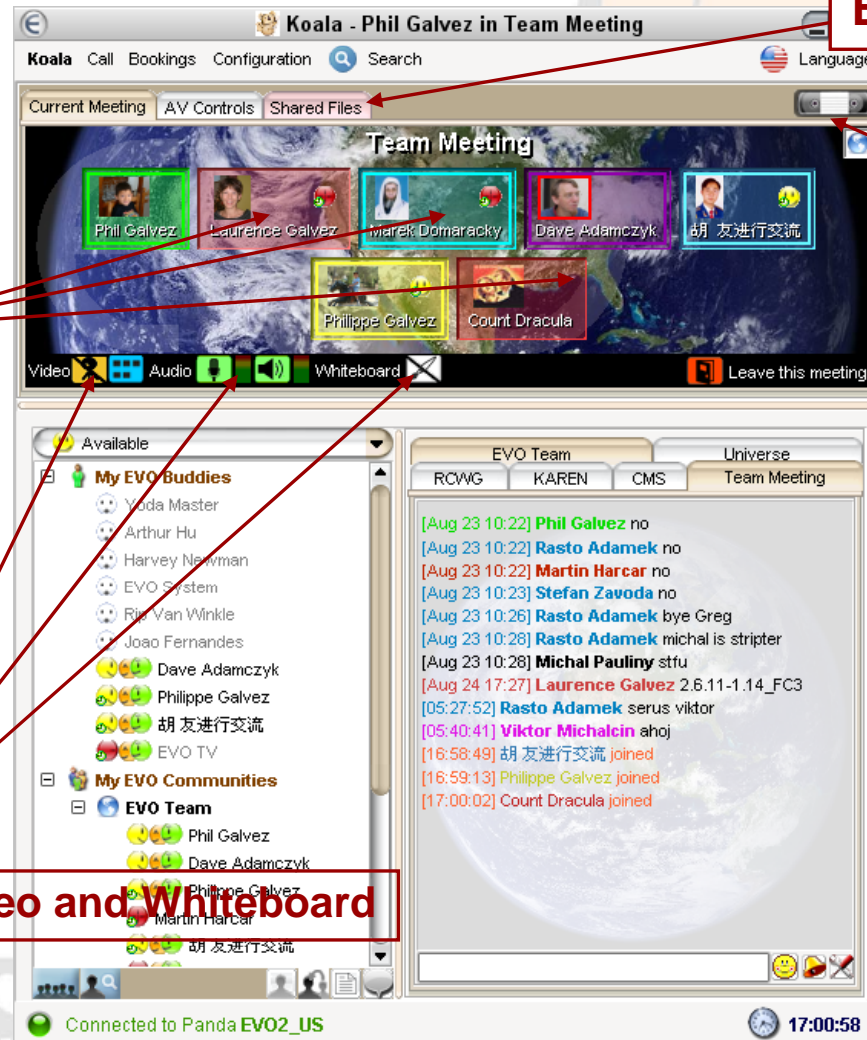 Koala - Phil Galvez in Team Meeting
E
Koala Call Bookings Configuration Search Language
Current Meeting AV Controls Shared Files
Team Meeting
Phil Galvez Laurence Galvez Marek Domaracky Dave Adamczyk 胡 友进行交流
Philippe Galvez Count Dracula
Video Audio Whiteboard Leave this meeting
Available
My EVO Buddies
Yoda Master
Arthur Hu
Harvey Newman
EVO System
Rip Van Winkle
Joao Fernandes
Dave Adamczyk
Philippe Galvez
胡 友进行交流
EVO TV
My EVO Communities
EVO Team
Phil Galvez
Dave Adamczyk
Philippe Galvez
Martin Harcar
胡 友进行交流
eo and Whiteboard
EVO Team Universe
RCWG KAREN CMS Team Meeting
[Aug 23 10:22] Phil Galvez no
[Aug 23 10:22] Rasto Adamek no
[Aug 23 10:22] Martin Harcar no
[Aug 23 10:23] Stefan Zavoda no
[Aug 23 10:26] Rasto Adamek bye Greg
[Aug 23 10:28] Rasto Adamek michal is stripter
[Aug 23 10:28] Michal Pauliny stfu
[Aug 24 17:27] Laurence Galvez 2.6.11-1.14_FC3
[05:27:52] Rasto Adamek serus viktor
[05:40:41] Viktor Michalcin ahoj
[16:58:49] 胡 友进行交流 joined
[16:59:13] Philippe Galvez joined
[17:00:02] Count Dracula joined
Connected to Panda EVO2_US 17:00:58